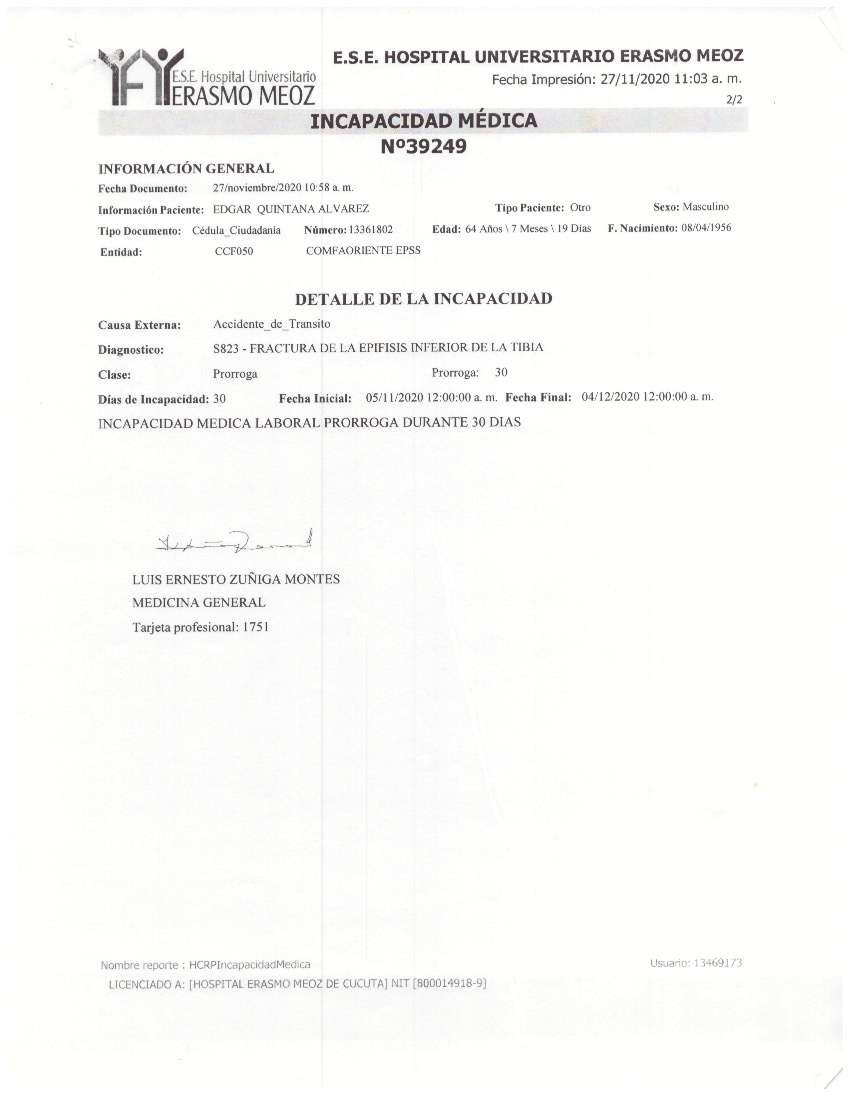 E.S.E. Hospital Universitario
ERASMO MEOZ
E.S.E. HOSPITAL UNIVERSITARIO ERASMO MEOZ
Fecha Impresión: 27/11/2020 11:03 a. m.
2/2
INCAPACIDAD MÉDICA
Nº39249
INFORMACIÓN GENERAL
Fecha Documento: 27/noviembre/2020 10:58 a. m.
Información Paciente: EDGAR QUINTANA ALVAREZ Tipo Paciente: Otro Sexo: Masculino
Tipo Documento: Cédula_Ciudadanía Número: 13361802 Edad: 64 Años \ 7 Meses \ 19 Días F. Nacimiento: 08/04/1956
Entidad: CCF050 COMFAORIENTE EPSS
DETALLE DE LA INCAPACIDAD
Causa Externa: Accidente_de_Transito
Diagnostico: S823 - FRACTURA DE LA EPIFISIS INFERIOR DE LA TIBIA
Clase: Prorroga Prorroga: 30
Días de Incapacidad: 30 Fecha Inicial: 05/11/2020 12:00:00 a. m. Fecha Final: 04/12/2020 12:00:00 a. m.
INCAPACIDAD MEDICA LABORAL PRORROGA DURANTE 30 DIAS
LUIS ERNESTO ZUÑIGA MONTES
MEDICINA GENERAL
Tarjeta profesional: 1751
Nombre reporte : HCRPIncapacidadMedica Usuario: 13469173
LICENCIADO A: [HOSPITAL ERASMO MEOZ DE CUCUTA] NIT [800014918-9]